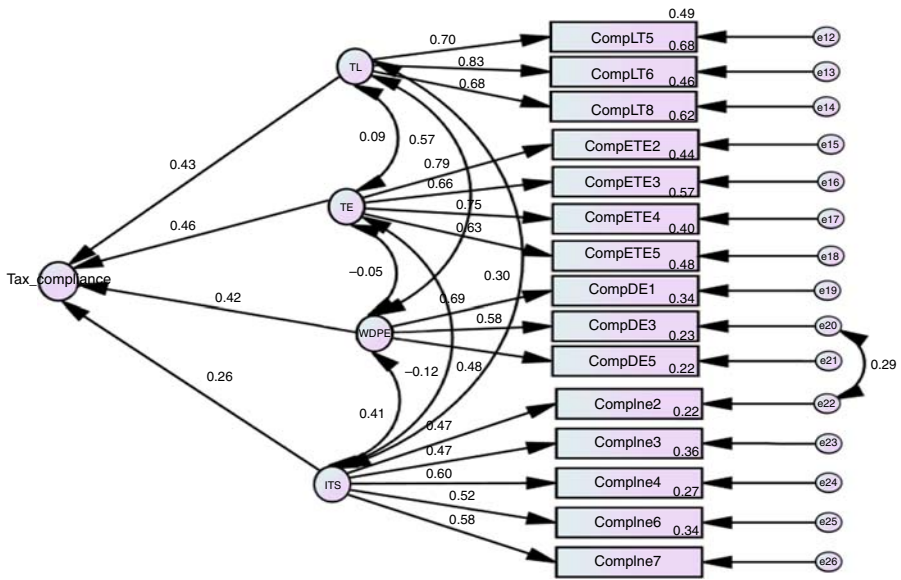 0.49
0.70
CompLT5
0.68
e12
0.83
CompLT6
0.46
e13
TL
0.68
CompLT8
0.62
e14
0.09
0.57
CompETE2
0.44
e15
0.79
0.43
0.66
CompETE3
0.57
e16
TE
0.75
CompETE4
0.40
e17
0.46
0.63
CompETE5
0.48
e18
Tax_compliance
–0.05
0.30
CompDE1
0.34
e19
0.42
0.69
0.58
CompDE3
0.23
e20
WDPE
CompDE5
0.22
e21
0.29
0.26
–0.12
0.48
0.41
CompIne2
0.22
e22
0.47
0.47
CompIne3
0.36
e23
ITS
0.60
CompIne4
0.27
e24
0.52
CompIne6
0.34
e25
0.58
CompIne7
e26